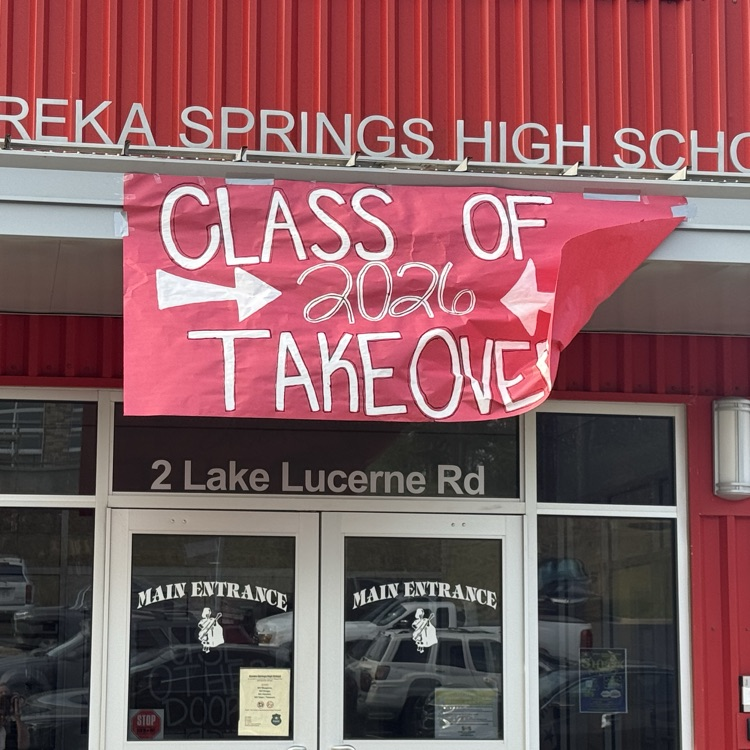 REKA SPRINGS HIGH SCHO
CLASS OF
2026
TAKEOVE
2 Lake Lucerne Rd
MAIN ENTRANCE
MAIN ENTRANCE
STOP